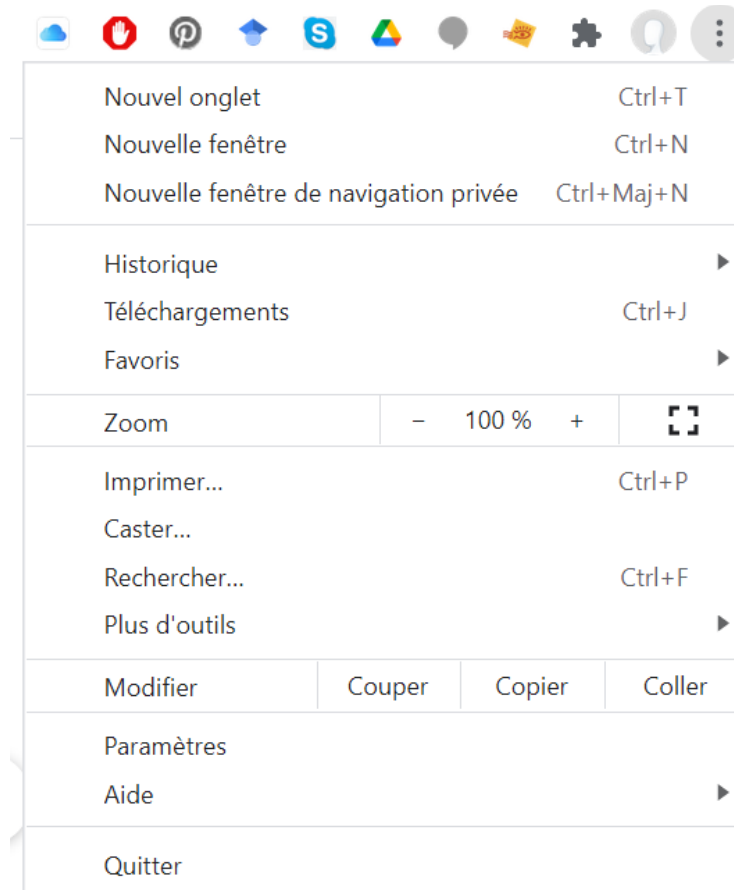 S
Nouvel onglet Ctrl+T
Nouvelle fenêtre Ctrl+N
Nouvelle fenêtre de navigation privée Ctrl+Maj+N
Historique
Téléchargements Ctrl+J
Favoris
Zoom − 100 % +
Imprimer... Ctrl+P
Caster...
Rechercher... Ctrl+F
Plus d'outils
Modifier Couper Copier Coller
Paramètres
Aide
Quitter